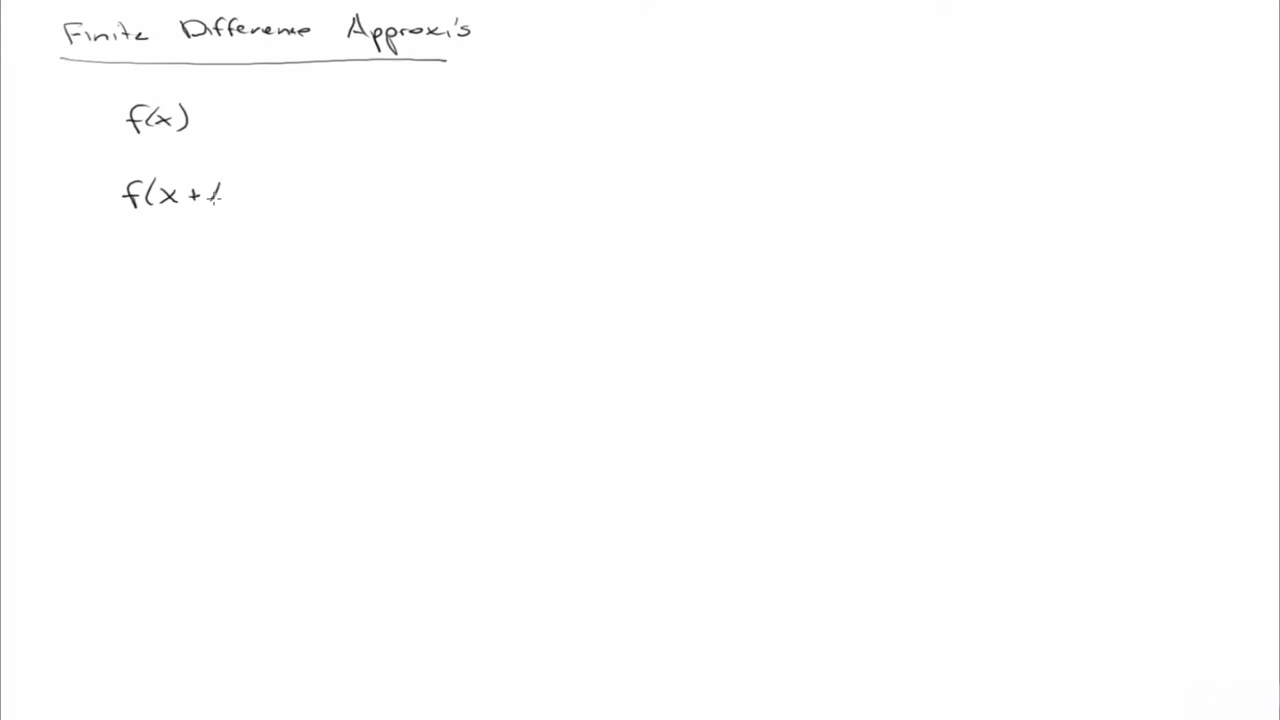 Finite Difference Approxi's
f(x)
f(x +